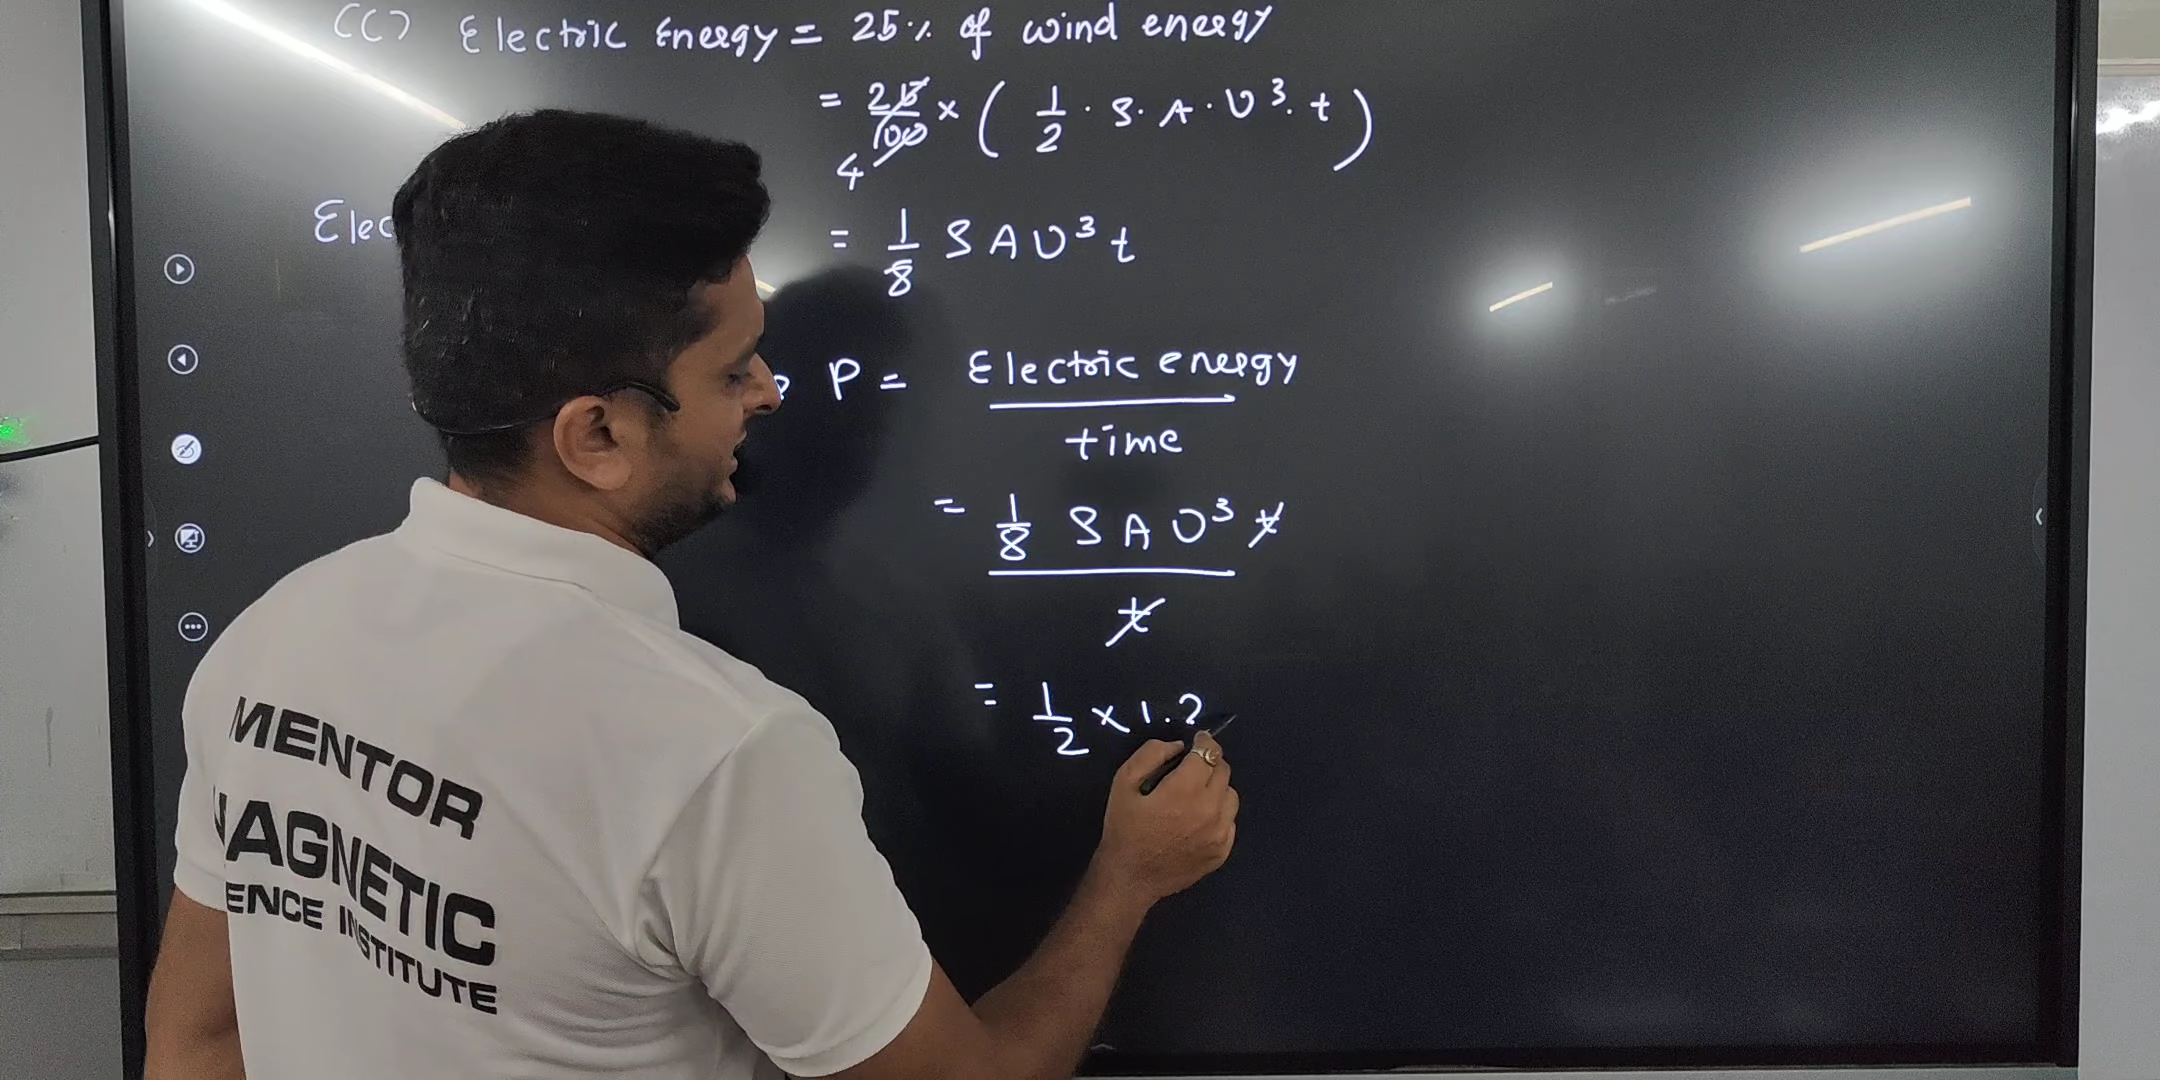 (C) Electric Energy = 25% of wind energy
= 25/100 × ( 1/2 · S · A · V³ · t )
4
Elec
= 1/8 S A V³ t
P = Electric energy
time
= 1/8 S A V³ t
t
= 1/2 × 1.2
MENTOR
AGNETIC
ENCE INSTITUTE